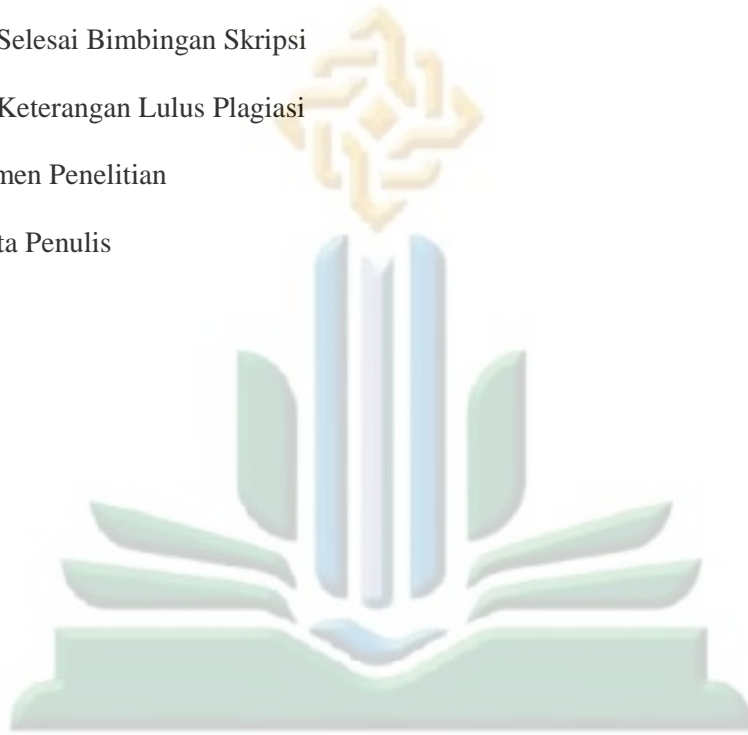 Selesai Bimbingan Skripsi
Keterangan Lulus Plagiasi
men Penelitian
ta Penulis